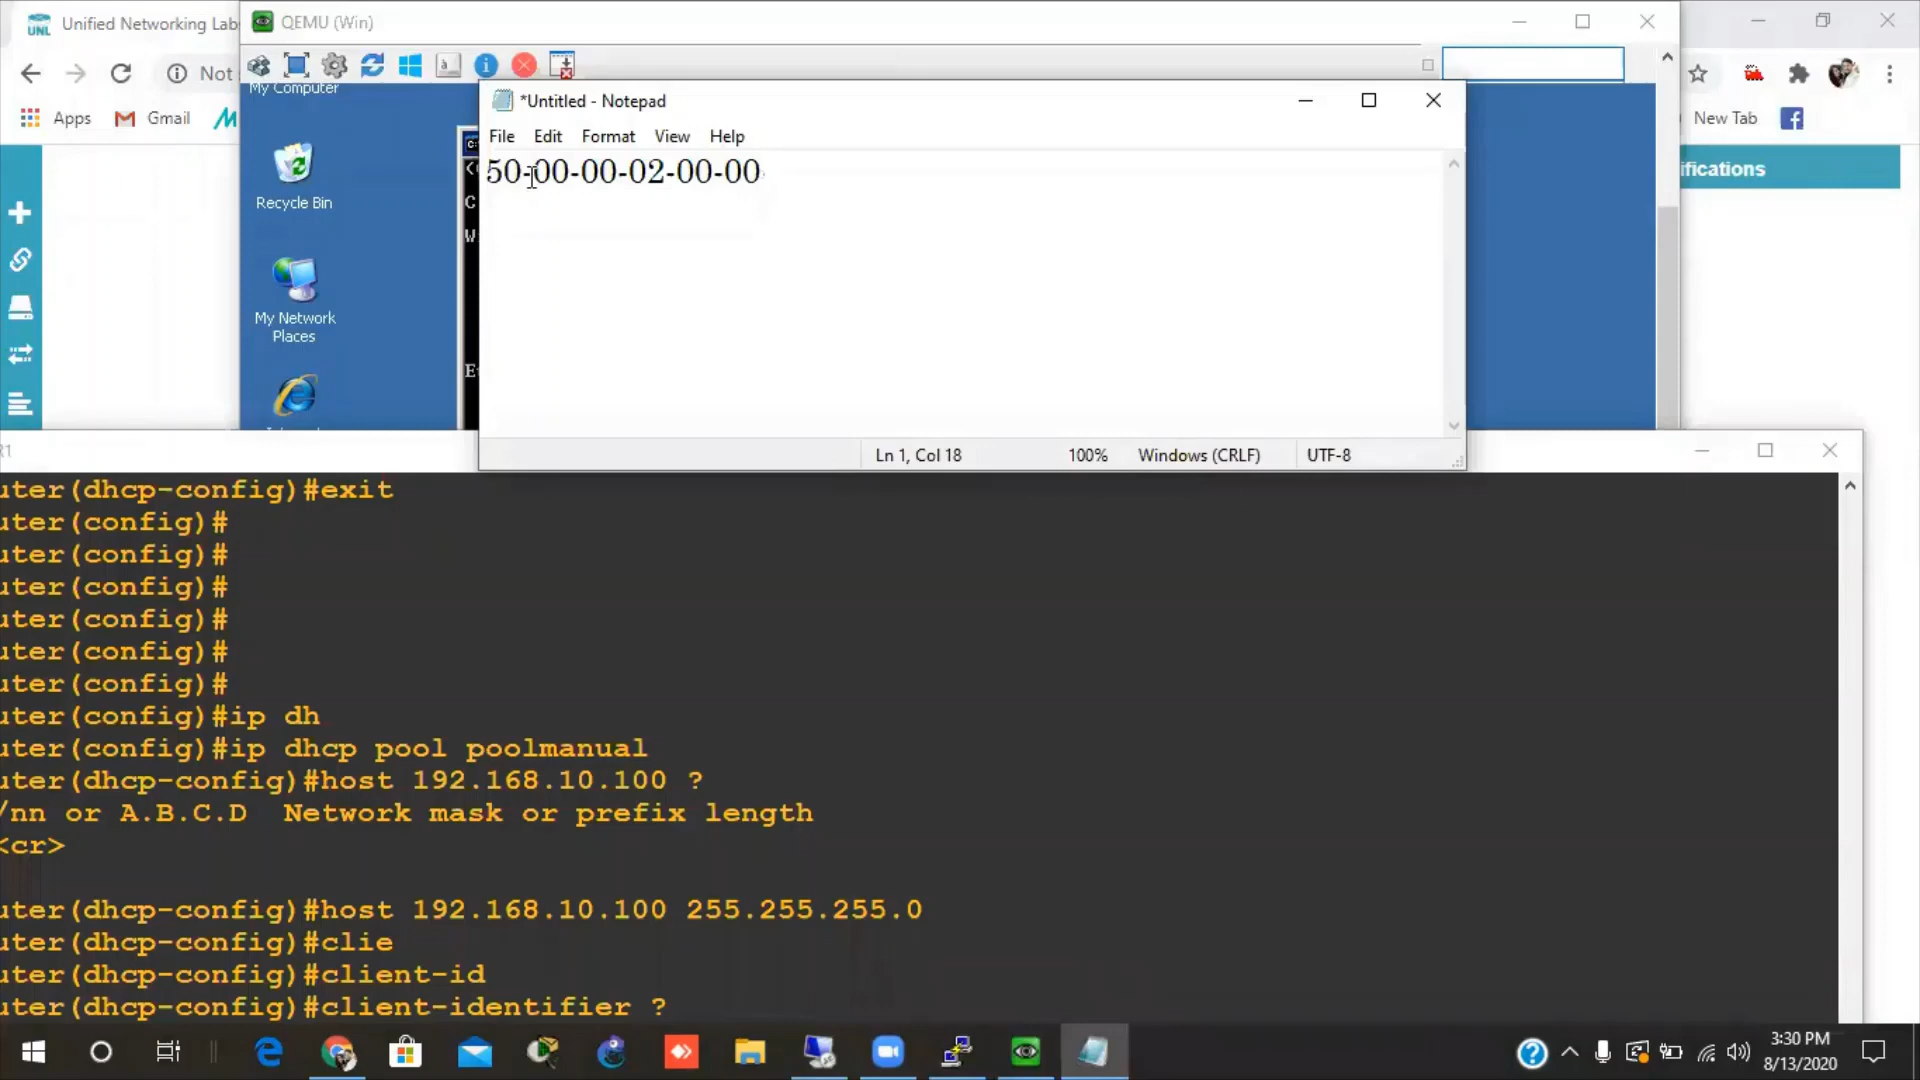 Unified Networking Lab
QEMU (Win)
Not
Apps
Gmail
New Tab
ifications
My Computer
Recycle Bin
My Network
Places
*Untitled - Notepad
File Edit Format View Help
50-00-00-02-00-00
Ln 1, Col 18
100%
Windows (CRLF)
UTF-8
R1
uter(dhcp-config)#exit
uter(config)#
uter(config)#
uter(config)#
uter(config)#
uter(config)#
uter(config)#
uter(config)#ip dh
uter(config)#ip dhcp pool poolmanual
uter(dhcp-config)#host 192.168.10.100 ?
/nn or A.B.C.D Network mask or prefix length
<cr>
uter(dhcp-config)#host 192.168.10.100 255.255.255.0
uter(dhcp-config)#clie
uter(dhcp-config)#client-id
uter(dhcp-config)#client-identifier ?
3:30 PM
8/13/2020